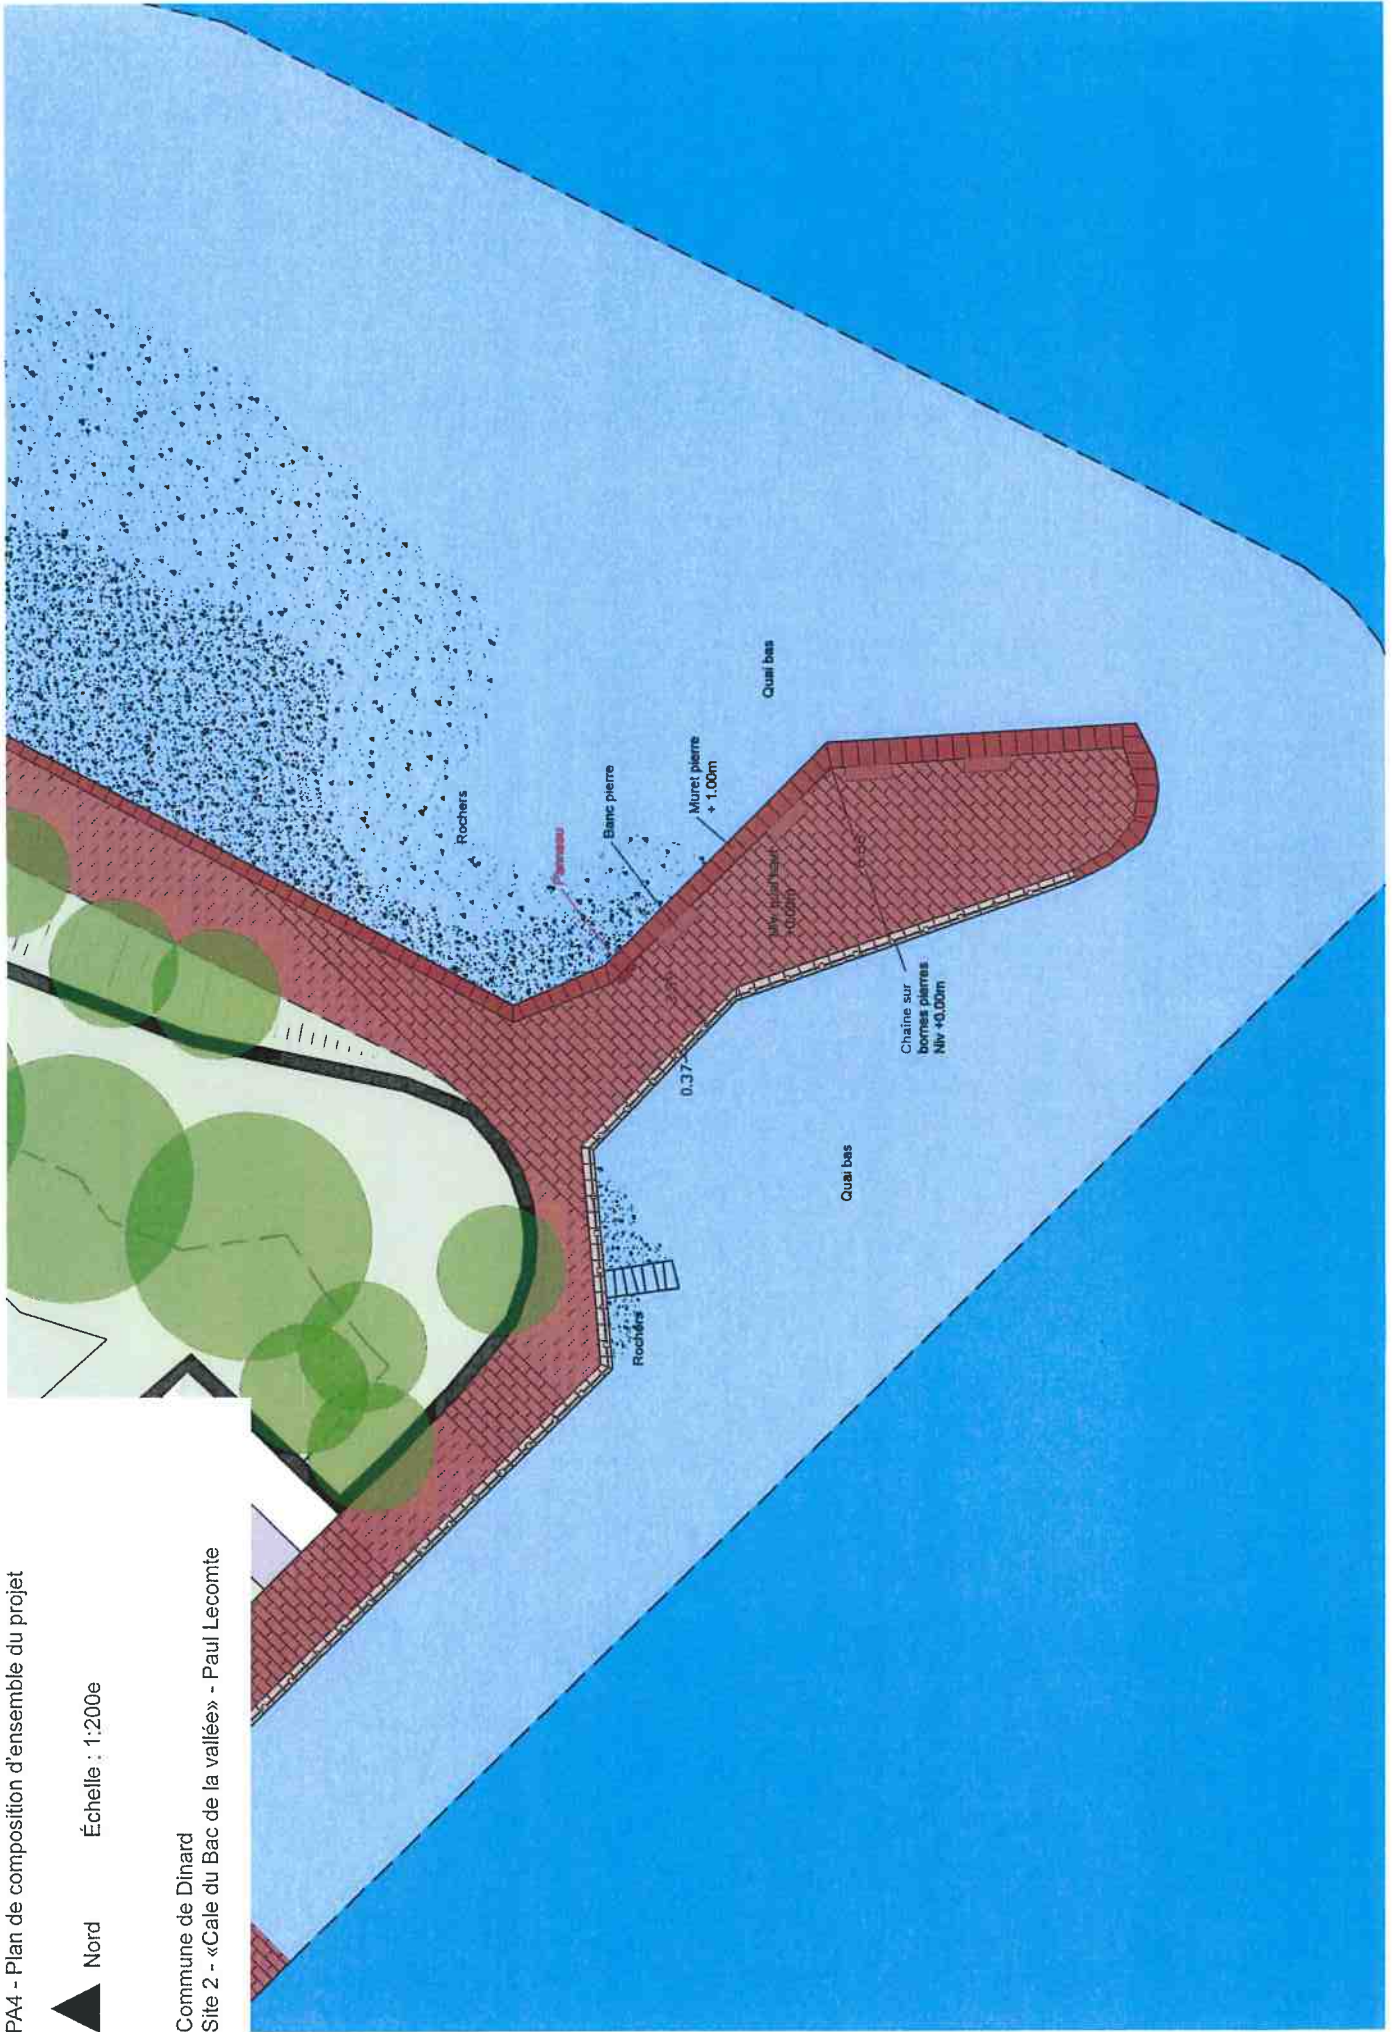 PA4 - Plan de composition d'ensemble du projet
Nord
Échelle : 1:200e
Commune de Dinard
Site 2 - «Cale du Bac de la vallée» - Paul Lecomte
Rochers
Panneau
Banc pierre
Muret pierre
+ 1.00m
Quai bas
0.37
Chaîne sur
bornes pierres
Niv +0.00m
Quai bas
Rochers